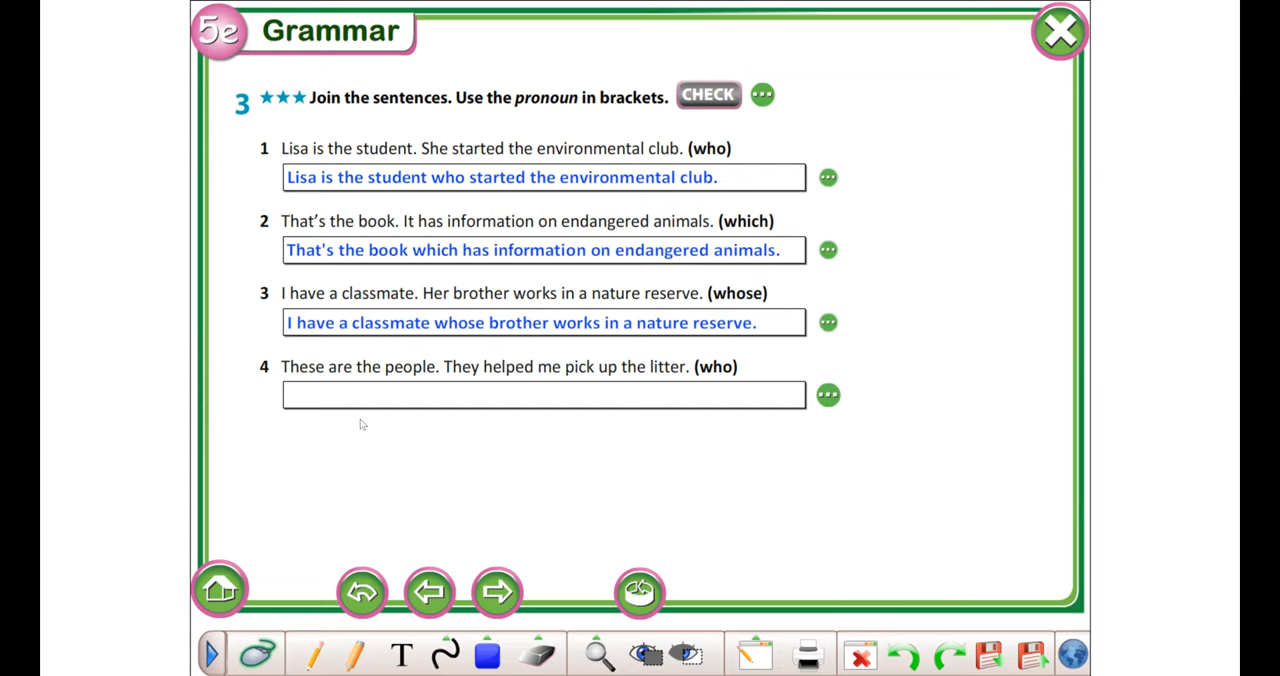 5e Grammar
3 ★★★ Join the sentences. Use the pronoun in brackets. CHECK
1 Lisa is the student. She started the environmental club. (who)
Lisa is the student who started the environmental club.
2 That’s the book. It has information on endangered animals. (which)
That's the book which has information on endangered animals.
3 I have a classmate. Her brother works in a nature reserve. (whose)
I have a classmate whose brother works in a nature reserve.
4 These are the people. They helped me pick up the litter. (who)
T